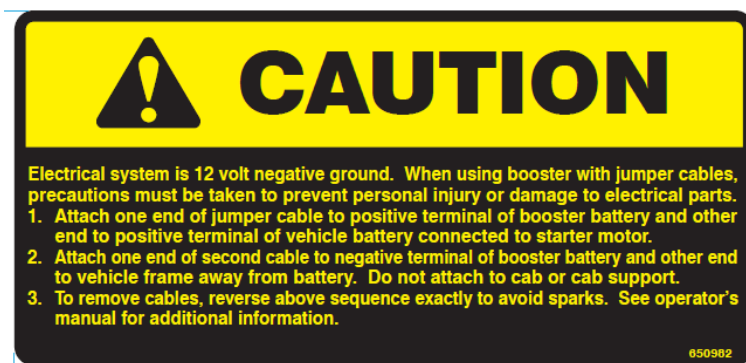 CAUTION
Electrical system is 12 volt negative ground. When using booster with jumper cables,
precautions must be taken to prevent personal injury or damage to electrical parts.
1. Attach one end of jumper cable to positive terminal of booster battery and other
end to positive terminal of vehicle battery connected to starter motor.
2. Attach one end of second cable to negative terminal of booster battery and other end
to vehicle frame away from battery. Do not attach to cab or cab support.
3. To remove cables, reverse above sequence exactly to avoid sparks. See operator's
manual for additional information.
650982